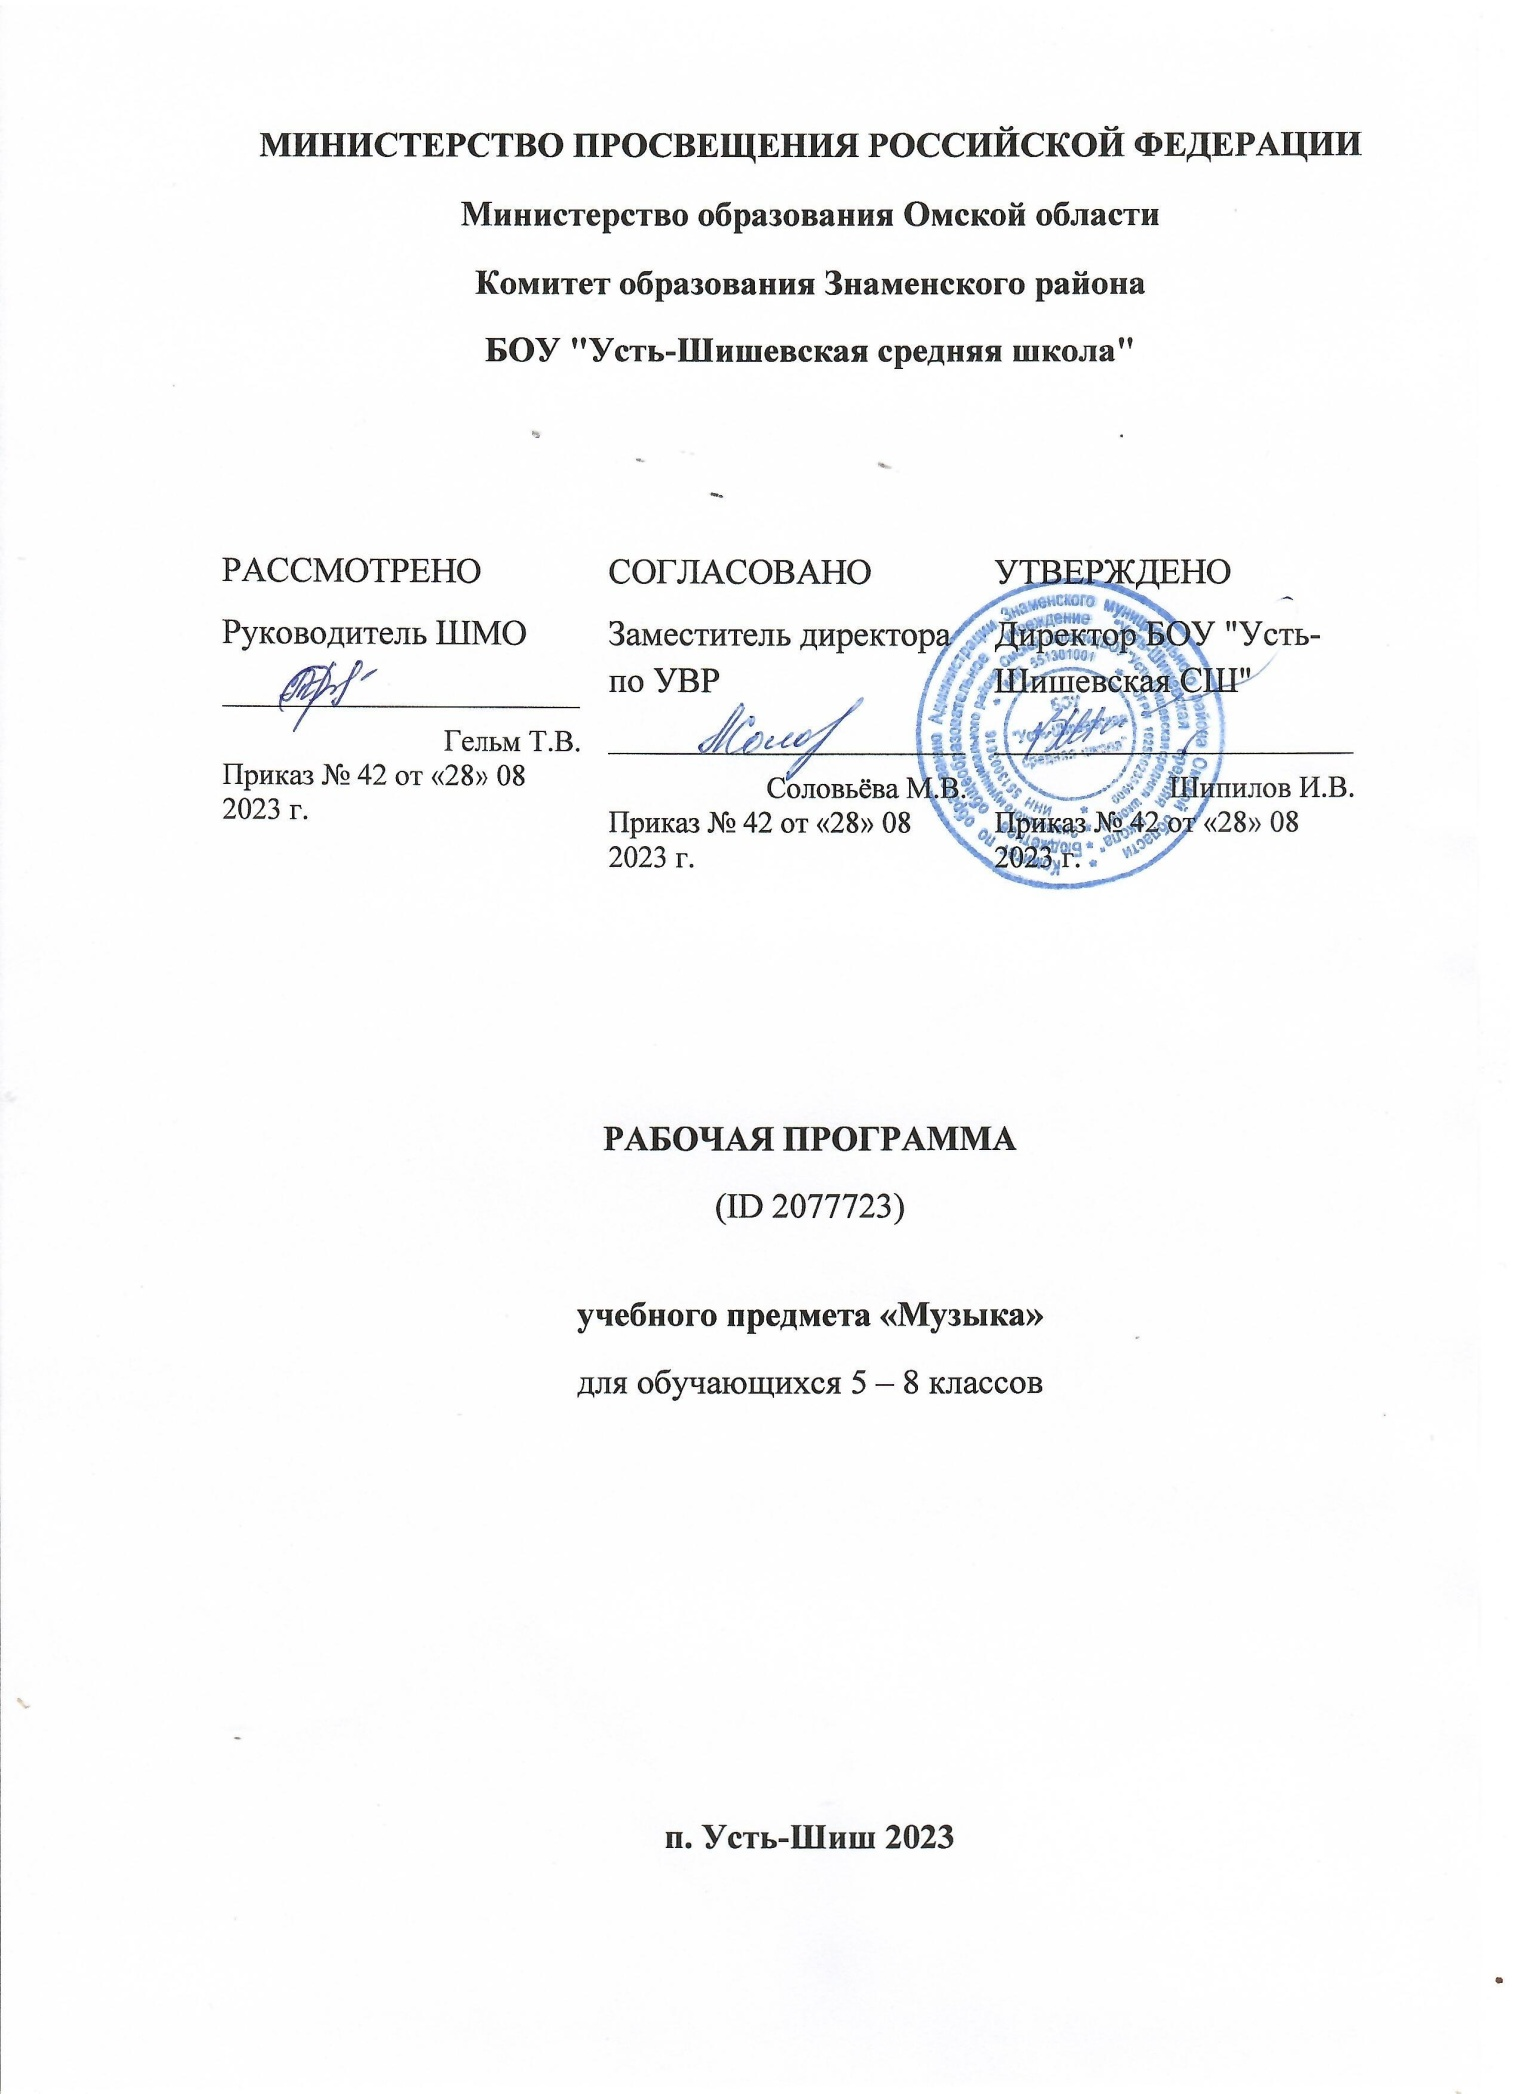 МИНИСТЕРСТВО ПРОСВЕЩЕНИЯ РОССИЙСКОЙ ФЕДЕРАЦИИ
Министерство образования Омской области
Комитет образования Знаменского района
БОУ "Усть-Шишевская средняя школа"
РАССМОТРЕНО
Руководитель ШМО
Гельм Т.В.
Приказ № 42 от «28» 08
2023 г.
СОГЛАСОВАНО
Заместитель директора
по УВР
Соловьёва М.В.
Приказ № 42 от «28» 08
2023 г.
УТВЕРЖДЕНО
Директор БОУ "Усть-
Шишевская СШ"
Шипилов И.В.
Приказ № 42 от «28» 08
2023 г.
РАБОЧАЯ ПРОГРАММА
(ID 2077723)
учебного предмета «Музыка»
для обучающихся 5 – 8 классов
п. Усть-Шиш 2023